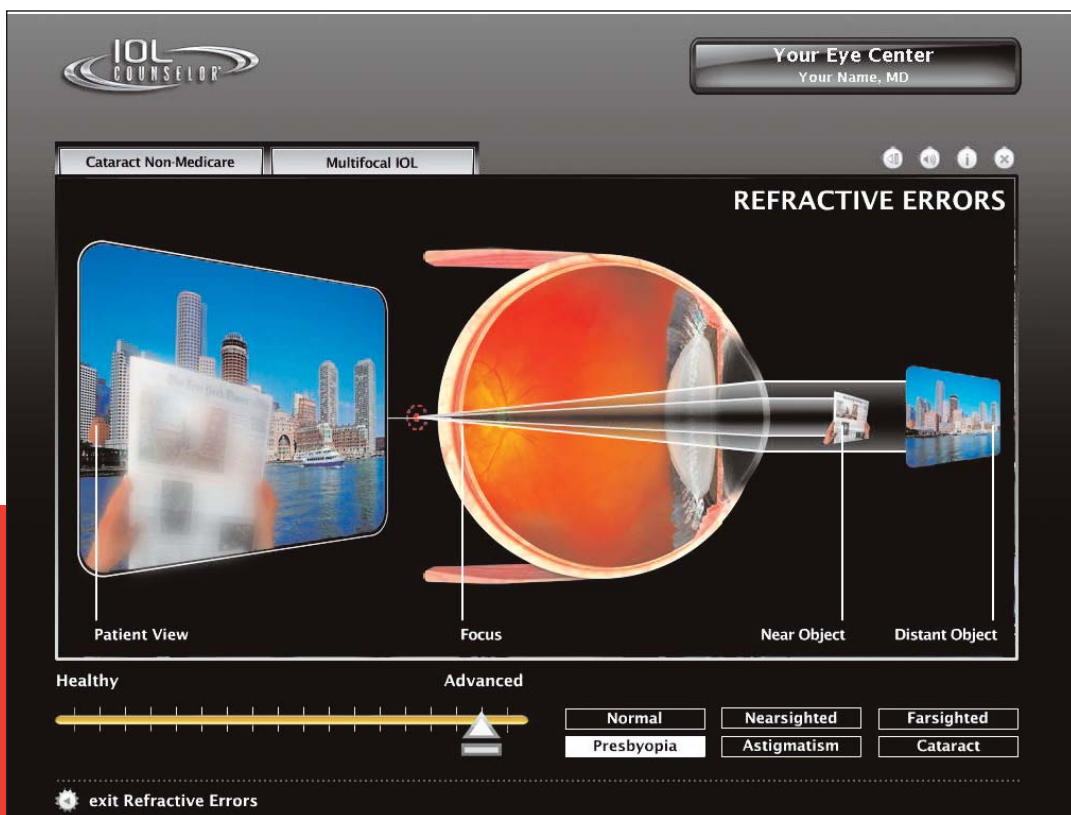 IOL
COUNSELOR
Your Eye Center
Your Name, MD
Cataract Non-Medicare
Multifocal IOL
REFRACTIVE ERRORS
Patient View
Focus
Near Object
Distant Object
Healthy
Advanced
Normal
Nearsighted
Farsighted
Presbyopia
Astigmatism
Cataract
exit Refractive Errors